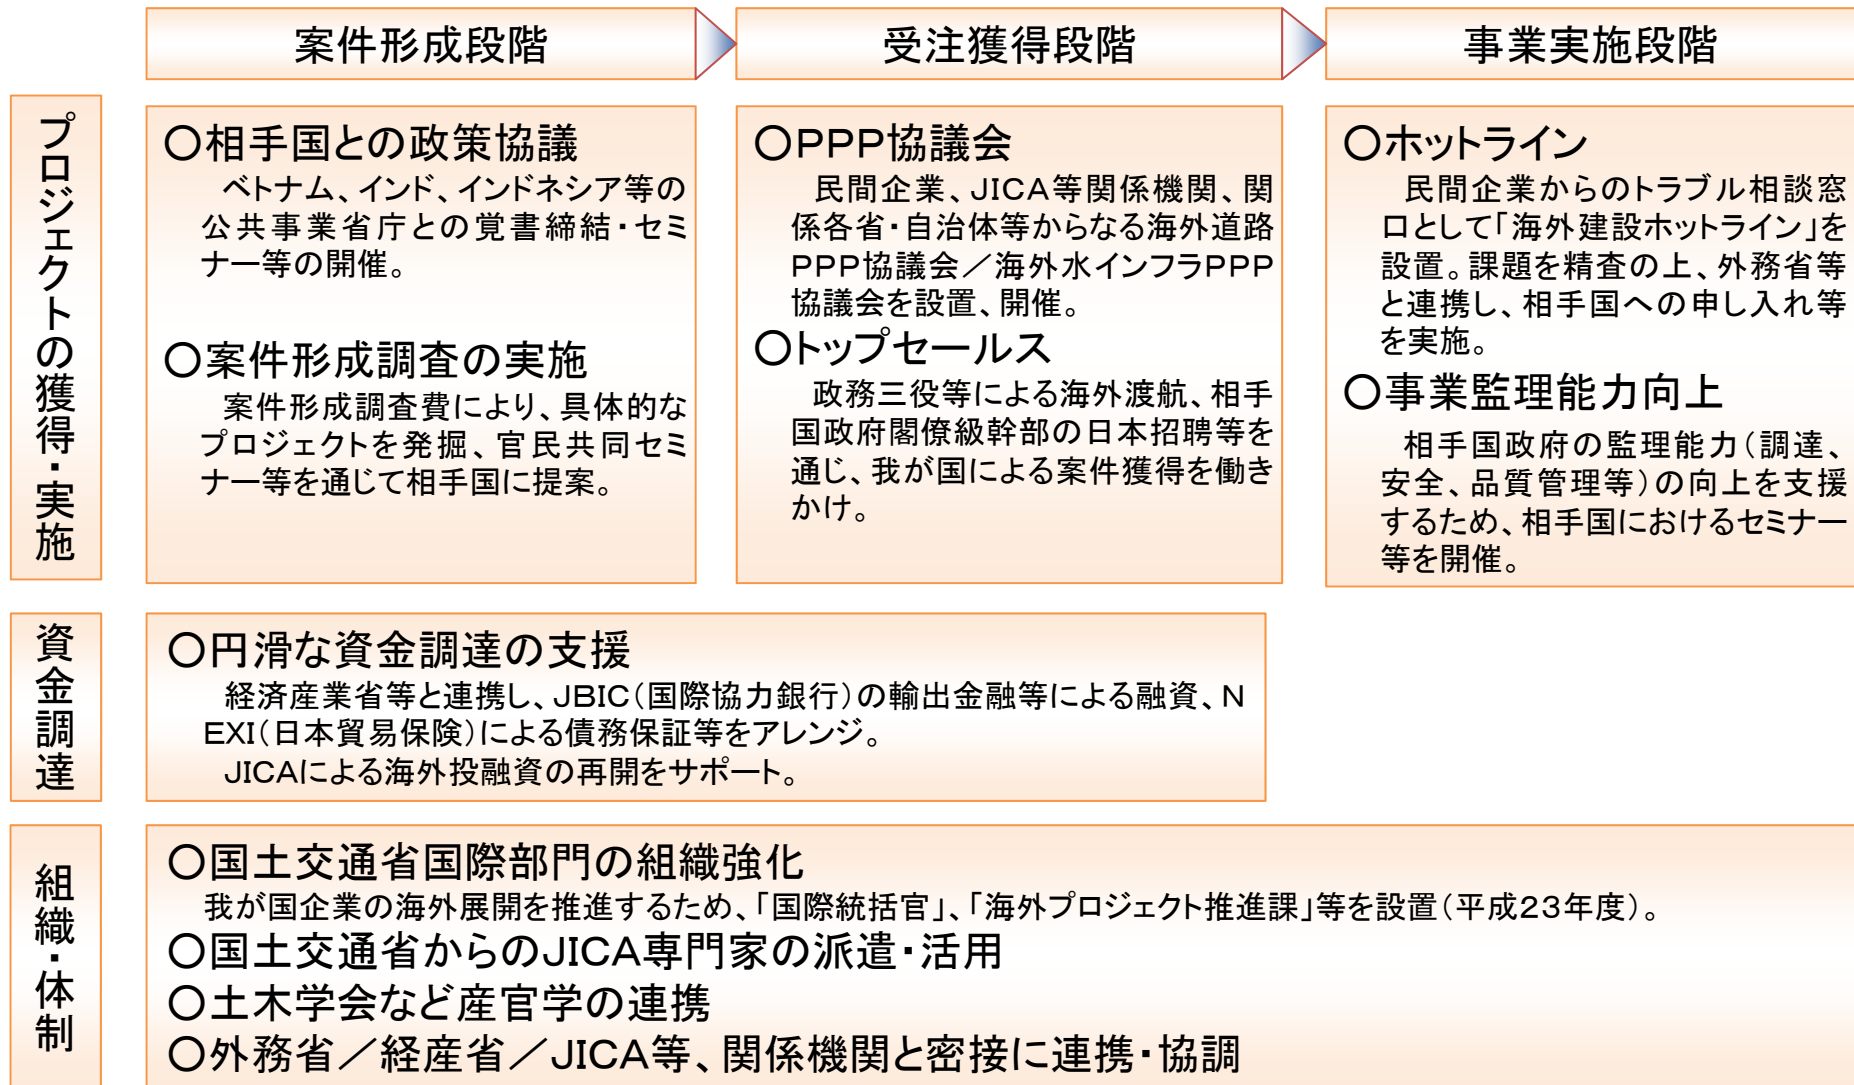 案件形成段階
受注獲得段階
事業実施段階
プロジェクトの獲得・実施
○相手国との政策協議
ベトナム、インド、インドネシア等の
公共事業省庁との覚書締結・セミ
ナー等の開催。
○案件形成調査の実施
案件形成調査費により、具体的な
プロジェクトを発掘、官民共同セミ
ナー等を通じて相手国に提案。
○PPP協議会
民間企業、JICA等関係機関、関
係各省・自治体等からなる海外道路
PPP協議会／海外水インフラPPP
協議会を設置、開催。
○トップセールス
政務三役等による海外渡航、相手
国政府閣僚級幹部の日本招聘等を
通じ、我が国による案件獲得を働き
かけ。
○ホットライン
民間企業からのトラブル相談窓
口として「海外建設ホットライン」を
設置。課題を精査の上、外務省等
と連携し、相手国への申し入れ等
を実施。
○事業監理能力向上
相手国政府の監理能力（調達、
安全、品質管理等）の向上を支援
するため、相手国におけるセミナー
等を開催。
資金調達
○円滑な資金調達の支援
経済産業省等と連携し、JBIC（国際協力銀行）の輸出金融等による融資、N
EXI（日本貿易保険）による債務保証等をアレンジ。
JICAによる海外投融資の再開をサポート。
組織・体制
○国土交通省国際部門の組織強化
我が国企業の海外展開を推進するため、「国際統括官」、「海外プロジェクト推進課」等を設置（平成２３年度）。
○国土交通省からのJICA専門家の派遣・活用
○土木学会など産官学の連携
○外務省／経産省／JICA等、関係機関と密接に連携・協調